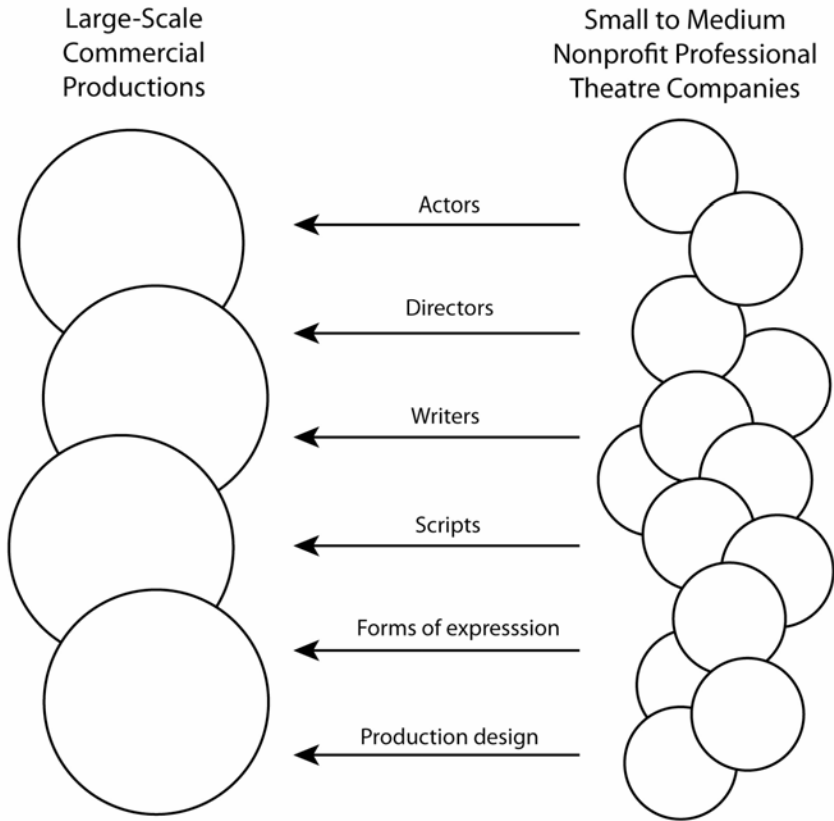 Large-Scale
Commercial
Productions
Small to Medium
Nonprofit Professional
Theatre Companies
Actors
Directors
Writers
Scripts
Forms of expresssion
Production design